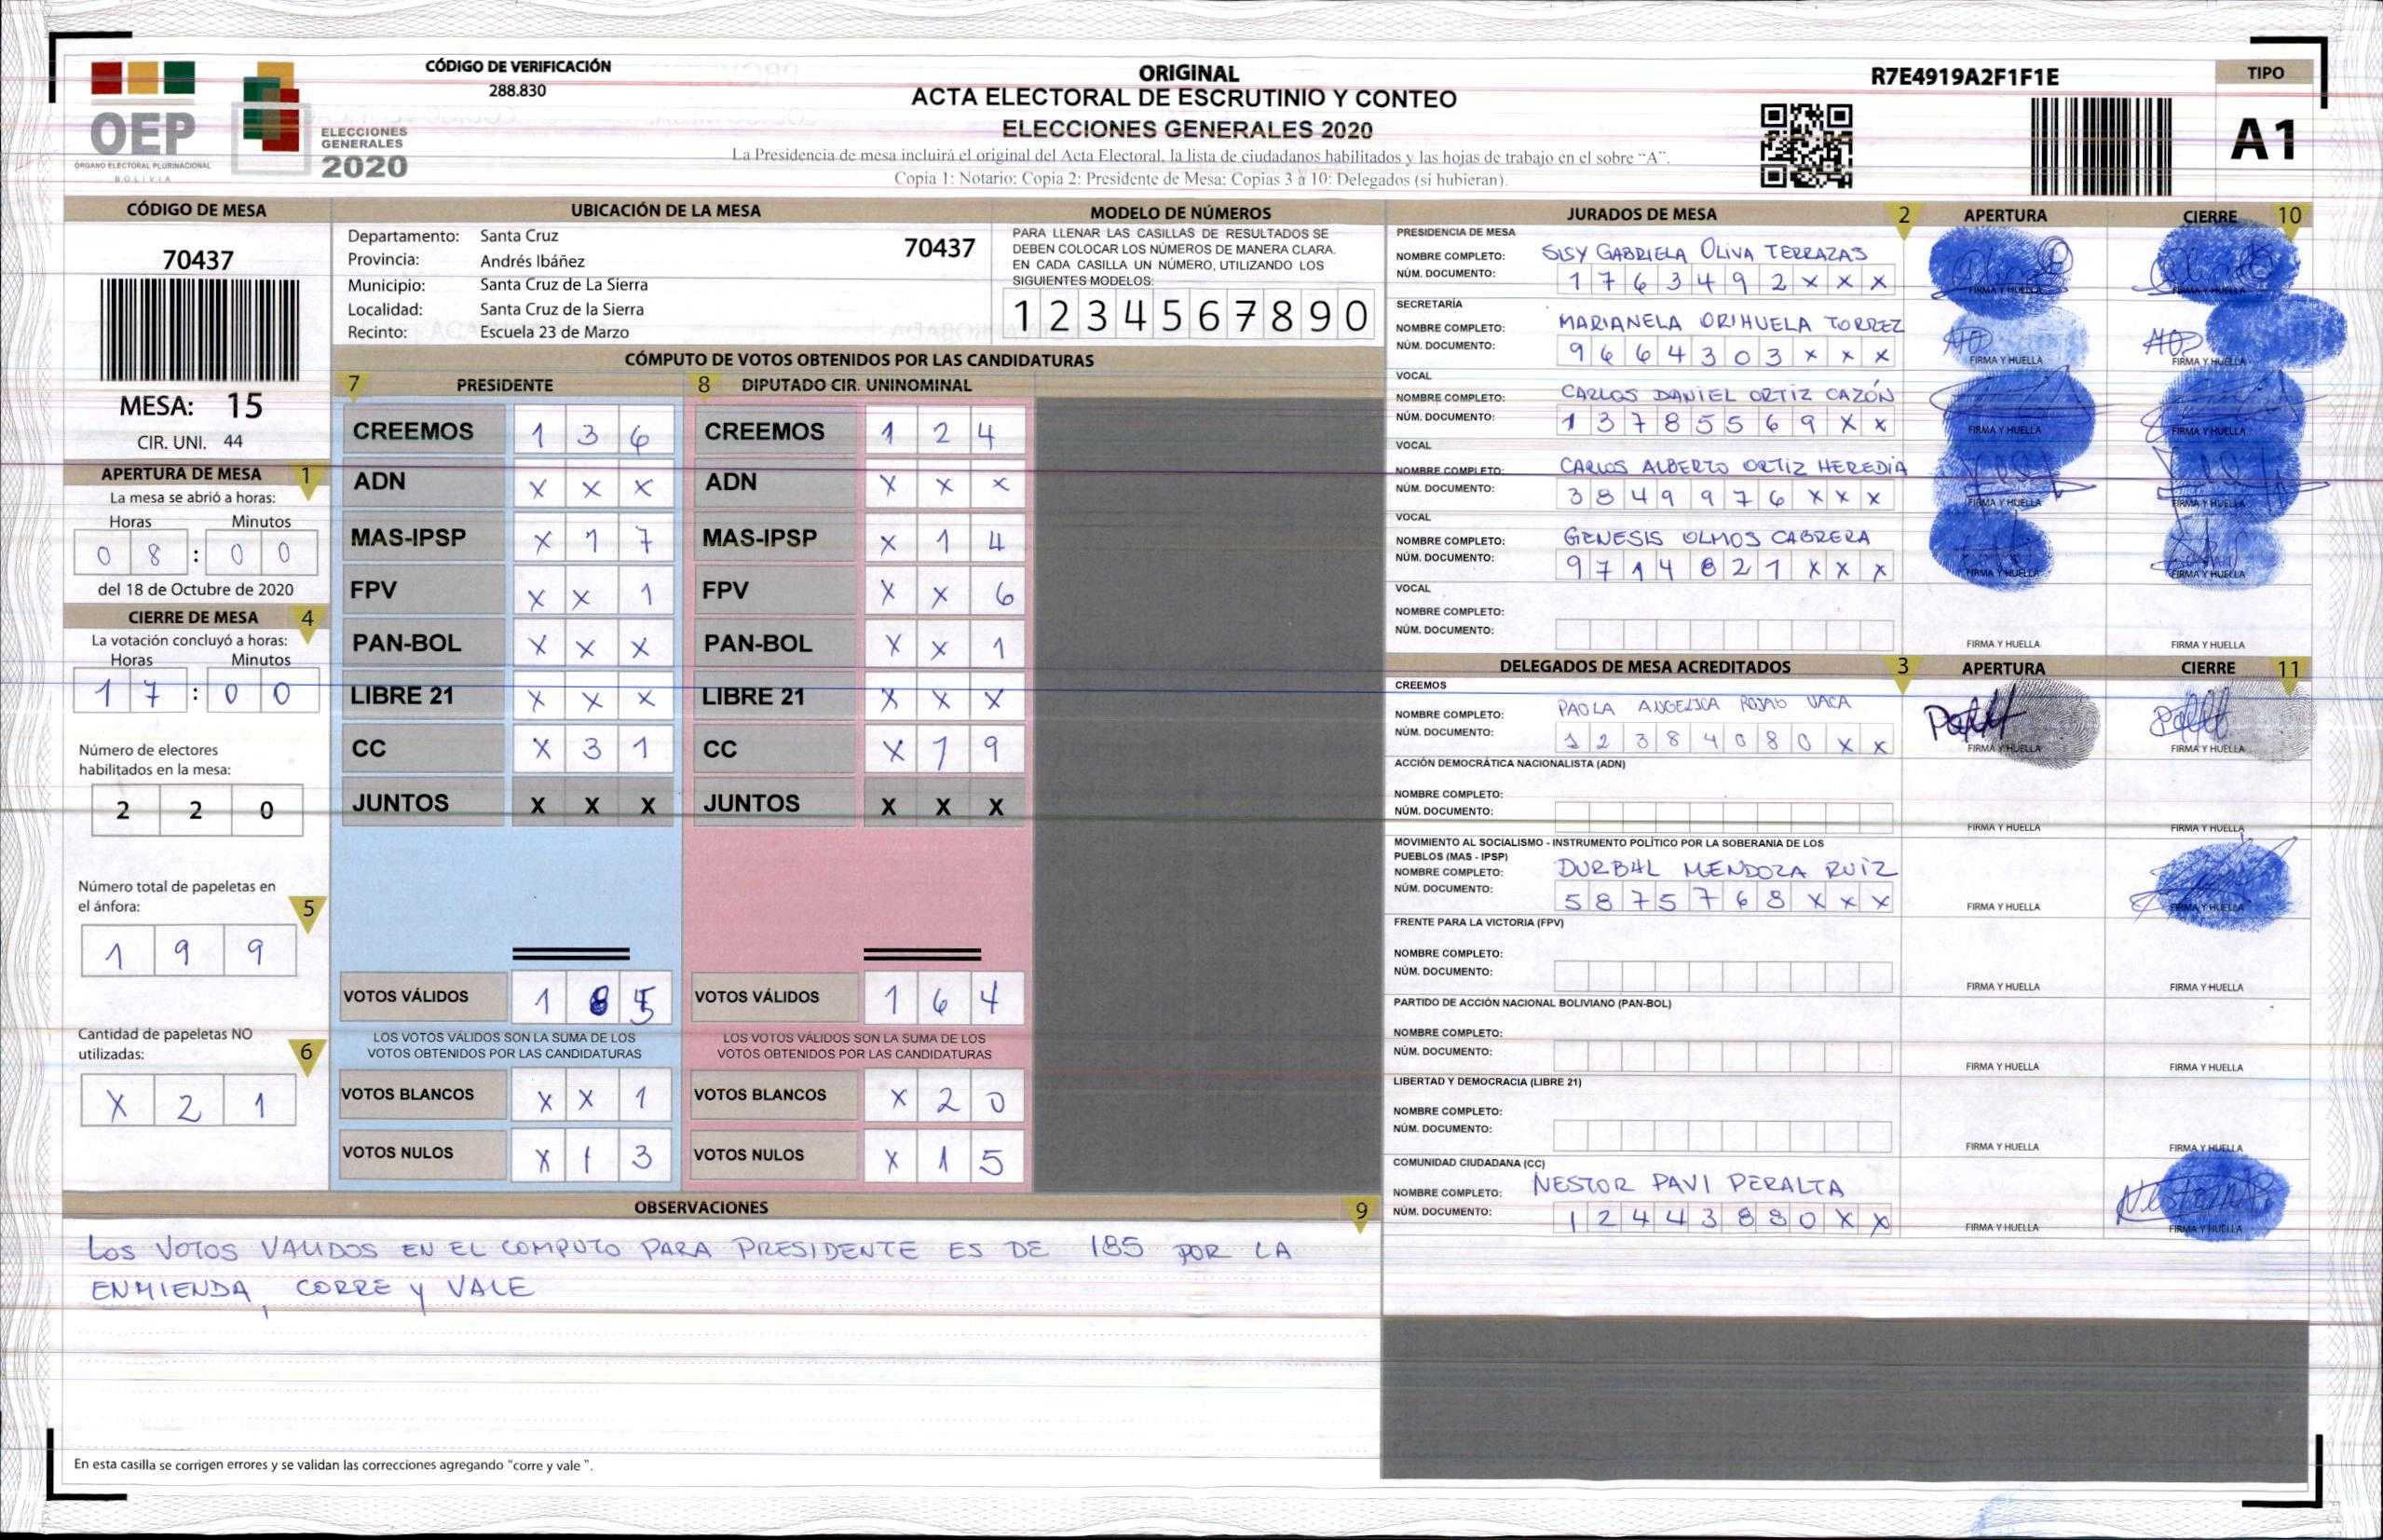 CÓDIGO DE VERIFICACIÓN
288.830
OEP
ÓRGANO ELECTORAL PLURINACIONAL
BOLIVIA
ELECCIONES
GENERALES
2020
ORIGINAL
ACTA ELECTORAL DE ESCRUTINIO Y CONTEO
ELECCIONES GENERALES 2020
La Presidencia de mesa incluirá el original del Acta Electoral, la lista de ciudadanos habilitados y las hojas de trabajo en el sobre "A".
Copia 1: Notario: Copia 2: Presidente de Mesa: Copias 3 a 10: Delegados (si hubieran).
R7E4919A2F1F1E
TIPO
A1
CÓDIGO DE MESA
70437
MESA: 15
CIR. UNI. 44
APERTURA DE MESA 1
La mesa se abrió a horas:
Horas Minutos
0 8 : 0 0
del 18 de Octubre de 2020
CIERRE DE MESA 4
La votación concluyó a horas:
Horas Minutos
1 7 : 0 0
Número de electores
habilitados en la mesa:
2 2 0
Número total de papeletas en
el ánfora: 5
1 9 9
Cantidad de papeletas NO
utilizadas: 6
X 2 1
UBICACIÓN DE LA MESA
Departamento: Santa Cruz 70437
Provincia: Andrés Ibáñez
Municipio: Santa Cruz de La Sierra
Localidad: Santa Cruz de la Sierra
Recinto: Escuela 23 de Marzo
MODELO DE NÚMEROS
PARA LLENAR LAS CASILLAS DE RESULTADOS SE
DEBEN COLOCAR LOS NÚMEROS DE MANERA CLARA.
EN CADA CASILLA UN NÚMERO, UTILIZANDO LOS
SIGUIENTES MODELOS:
1 2 3 4 5 6 7 8 9 0
CÓMPUTO DE VOTOS OBTENIDOS POR LAS CANDIDATURAS
7 PRESIDENTE 8 DIPUTADO CIR. UNINOMINAL
CREEMOS 1 3 6 CREEMOS 1 2 4
ADN X X X ADN X X X
MAS-IPSP X 1 7 MAS-IPSP X 1 4
FPV X X 1 FPV X X 6
PAN-BOL X X X PAN-BOL X X 1
LIBRE 21 X X X LIBRE 21 X X X
CC X 3 1 CC X 1 9
JUNTOS X X X JUNTOS X X X
VOTOS VÁLIDOS 1 8 5 VOTOS VÁLIDOS 1 6 4
LOS VOTOS VÁLIDOS SON LA SUMA DE LOS LOS VOTOS VÁLIDOS SON LA SUMA DE LOS
VOTOS OBTENIDOS POR LAS CANDIDATURAS VOTOS OBTENIDOS POR LAS CANDIDATURAS
VOTOS BLANCOS X X 1 VOTOS BLANCOS X 2 0
VOTOS NULOS X 1 3 VOTOS NULOS X 1 5
OBSERVACIONES 9
LOS VOTOS VALIDOS EN EL COMPUTO PARA PRESIDENTE ES DE 185 POR LA
ENMIENDA, CORRE y VALE
En esta casilla se corrigen errores y se validan las correcciones agregando "corre y vale ".
JURADOS DE MESA 2 APERTURA CIERRE 10
PRESIDENCIA DE MESA
NOMBRE COMPLETO: SISY GABRIELA OLIVA TERRAZAS
NÚM. DOCUMENTO: 1 7 6 3 4 9 2 X X X
FIRMA Y HUELLA FIRMA Y HUELLA
SECRETARÍA
NOMBRE COMPLETO: MARIANELA ORIHUELA TORREZ
NÚM. DOCUMENTO: 9 6 6 4 3 0 3 X X X
FIRMA Y HUELLA FIRMA Y HUELLA
VOCAL
NOMBRE COMPLETO: CARLOS DANIEL ORTIZ CAZÓN
NÚM. DOCUMENTO: 1 3 7 8 5 5 6 9 X X
FIRMA Y HUELLA FIRMA Y HUELLA
VOCAL
NOMBRE COMPLETO: CARLOS ALBERTO ORTIZ HEREDIA
NÚM. DOCUMENTO: 3 8 4 9 9 7 6 X X X
FIRMA Y HUELLA FIRMA Y HUELLA
VOCAL
NOMBRE COMPLETO: GENESIS OLMOS CABRERA
NÚM. DOCUMENTO: 9 7 1 4 8 2 1 X X X
FIRMA Y HUELLA FIRMA Y HUELLA
VOCAL
NOMBRE COMPLETO:
NÚM. DOCUMENTO:
FIRMA Y HUELLA FIRMA Y HUELLA
DELEGADOS DE MESA ACREDITADOS 3 APERTURA CIERRE 11
CREEMOS
NOMBRE COMPLETO: PAOLA ANGELICA ROJAS VACA
NÚM. DOCUMENTO: 1 2 3 8 4 0 8 0 X X
FIRMA Y HUELLA FIRMA Y HUELLA
ACCIÓN DEMOCRÁTICA NACIONALISTA (ADN)
NOMBRE COMPLETO:
NÚM. DOCUMENTO:
FIRMA Y HUELLA FIRMA Y HUELLA
MOVIMIENTO AL SOCIALISMO - INSTRUMENTO POLÍTICO POR LA SOBERANIA DE LOS
PUEBLOS (MAS - IPSP)
NOMBRE COMPLETO: DURBAL MENDOZA RUIZ
NÚM. DOCUMENTO: 5 8 7 5 7 6 8 X X X
FIRMA Y HUELLA FIRMA Y HUELLA
FRENTE PARA LA VICTORIA (FPV)
NOMBRE COMPLETO:
NÚM. DOCUMENTO:
FIRMA Y HUELLA FIRMA Y HUELLA
PARTIDO DE ACCIÓN NACIONAL BOLIVIANO (PAN-BOL)
NOMBRE COMPLETO:
NÚM. DOCUMENTO:
FIRMA Y HUELLA FIRMA Y HUELLA
LIBERTAD Y DEMOCRACIA (LIBRE 21)
NOMBRE COMPLETO:
NÚM. DOCUMENTO:
FIRMA Y HUELLA FIRMA Y HUELLA
COMUNIDAD CIUDADANA (CC)
NOMBRE COMPLETO: NESTOR PAVI PERALTA
NÚM. DOCUMENTO: 1 2 4 4 3 8 8 0 X X
FIRMA Y HUELLA FIRMA Y HUELLA